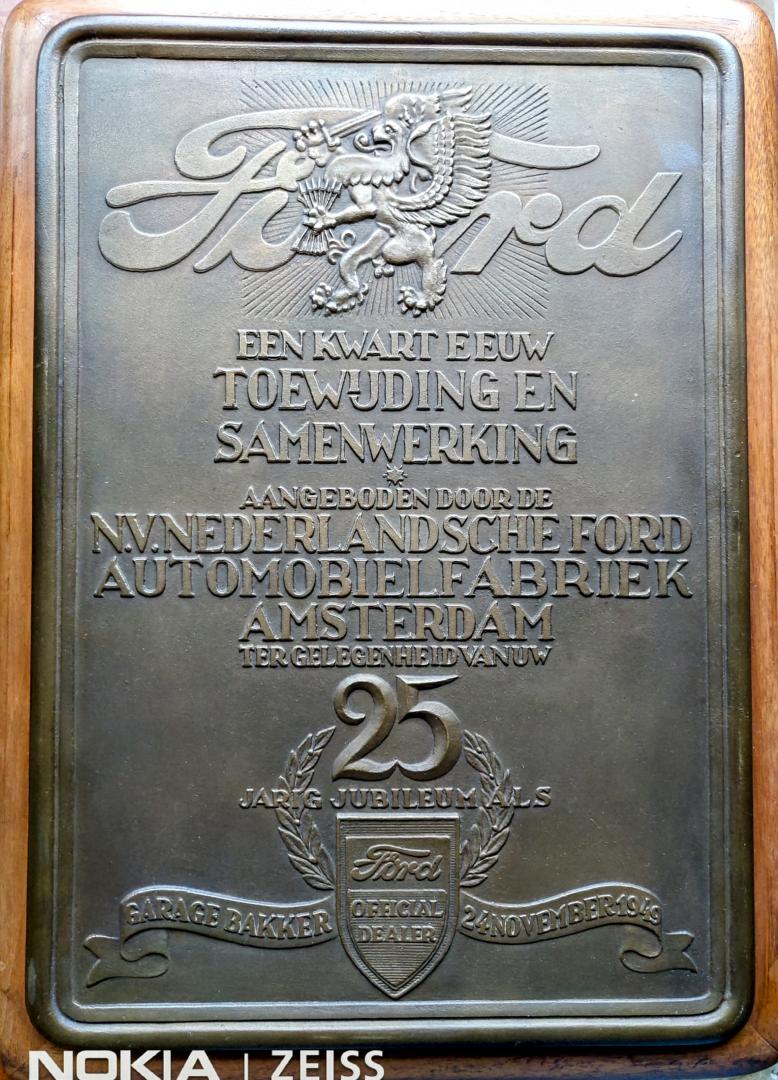 Ford
EEN KWART EEUW
TOEWIJDING EN
SAMENWERKING
AANGEBODEN DOOR DE
N.V. NEDERLANDSCHE FORD
AUTOMOBIELFABRIEK
AMSTERDAM
TER GELEGENHEID VAN UW
25
JARIG JUBILEUM ALS
Ford
OFFICIAL
DEALER
GARAGE BAKKER
24 NOVEMBER 1949
NOKIA | ZEISS